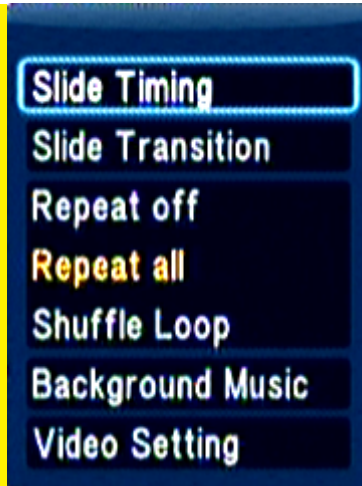 Slide Timing
Slide Transition
Repeat off
Repeat all
Shuffle Loop
Background Music
Video Setting